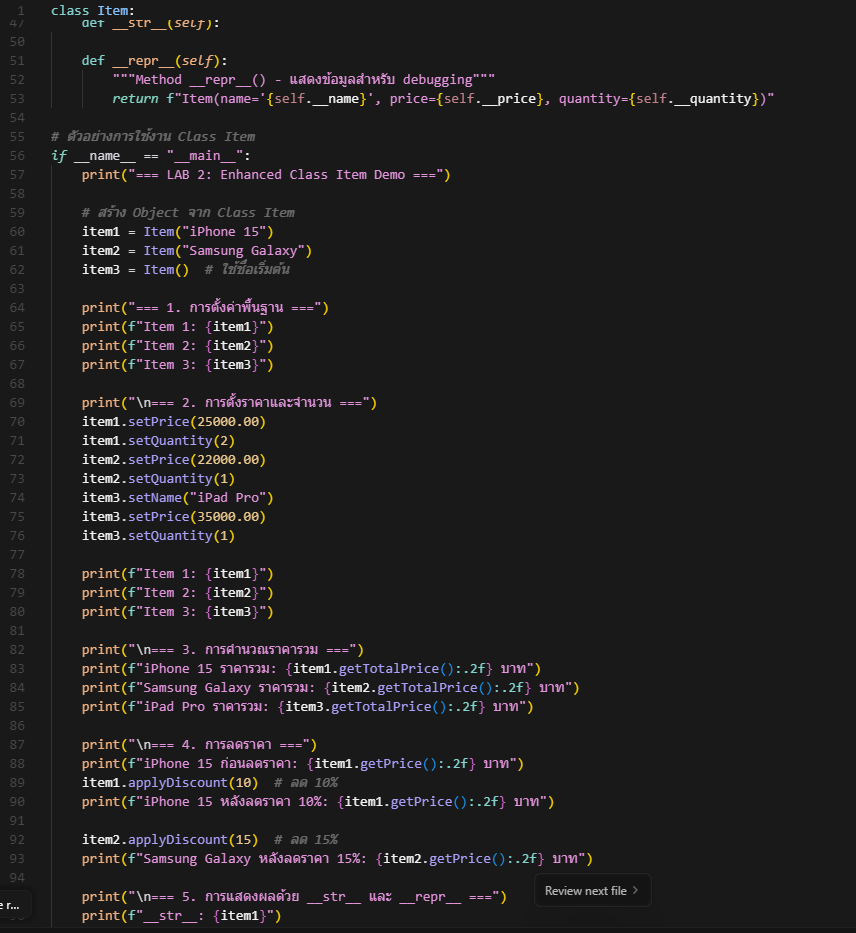 1 class Item:
47 def __str__(self):
50
51 def __repr__(self):
52 """Method __repr__() - แสดงข้อมูลสำหรับ debugging"""
53 return f"Item(name='{self.__name}', price={self.__price}, quantity={self.__quantity})"
54
55 # ตัวอย่างการใช้งาน Class Item
56 if __name__ == "__main__":
57 print("=== LAB 2: Enhanced Class Item Demo ===")
58
59 # สร้าง Object จาก Class Item
60 item1 = Item("iPhone 15")
61 item2 = Item("Samsung Galaxy")
62 item3 = Item()  # ใช้ชื่อเริ่มต้น
63
64 print("=== 1. การตั้งค่าพื้นฐาน ===")
65 print(f"Item 1: {item1}")
66 print(f"Item 2: {item2}")
67 print(f"Item 3: {item3}")
68
69 print("\n=== 2. การตั้งราคาและจำนวน ===")
70 item1.setPrice(25000.00)
71 item1.setQuantity(2)
72 item2.setPrice(22000.00)
73 item2.setQuantity(1)
74 item3.setName("iPad Pro")
75 item3.setPrice(35000.00)
76 item3.setQuantity(1)
77
78 print(f"Item 1: {item1}")
79 print(f"Item 2: {item2}")
80 print(f"Item 3: {item3}")
81
82 print("\n=== 3. การคำนวณราคารวม ===")
83 print(f"iPhone 15 ราคารวม: {item1.getTotalPrice():.2f} บาท")
84 print(f"Samsung Galaxy ราคารวม: {item2.getTotalPrice():.2f} บาท")
85 print(f"iPad Pro ราคารวม: {item3.getTotalPrice():.2f} บาท")
86
87 print("\n=== 4. การลดราคา ===")
88 print(f"iPhone 15 ก่อนลดราคา: {item1.getPrice():.2f} บาท")
89 item1.applyDiscount(10)  # ลด 10%
90 print(f"iPhone 15 หลังลดราคา 10%: {item1.getPrice():.2f} บาท")
91
92 item2.applyDiscount(15)  # ลด 15%
93 print(f"Samsung Galaxy หลังลดราคา 15%: {item2.getPrice():.2f} บาท")
94
Review next file
print("\n=== 5. การแสดงผลด้วย __str__ และ __repr__ ===")
print(f"__str__: {item1}")